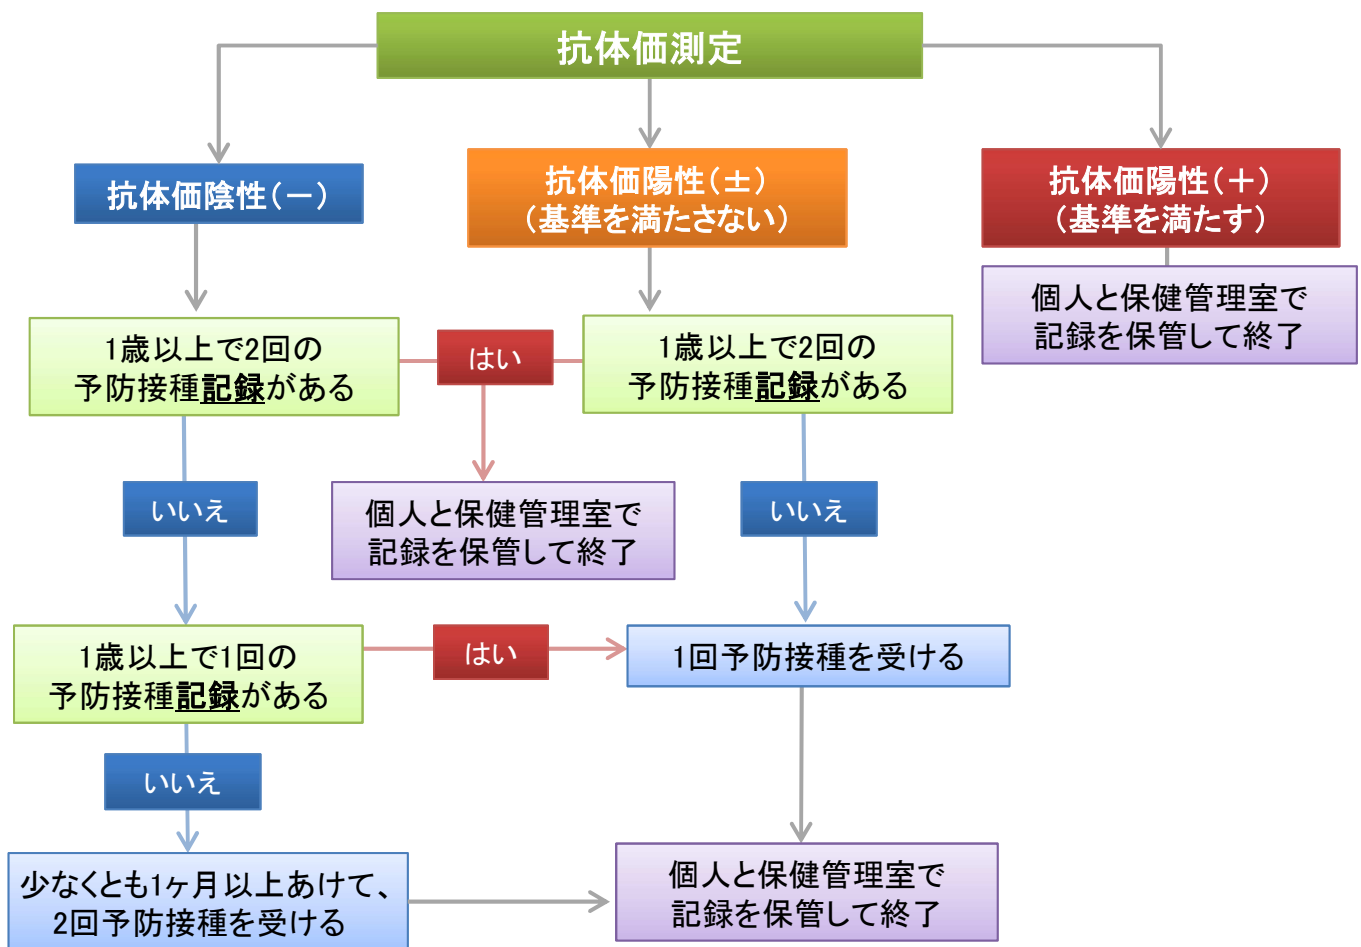 抗体価測定
抗体価陰性(－)
抗体価陽性(±)
(基準を満たさない)
抗体価陽性(＋)
(基準を満たす)
個人と保健管理室で
記録を保管して終了
1歳以上で2回の
予防接種記録がある
はい
1歳以上で2回の
予防接種記録がある
いいえ
個人と保健管理室で
記録を保管して終了
いいえ
1歳以上で1回の
予防接種記録がある
はい
1回予防接種を受ける
いいえ
少なくとも1ヶ月以上あけて、
2回予防接種を受ける
個人と保健管理室で
記録を保管して終了